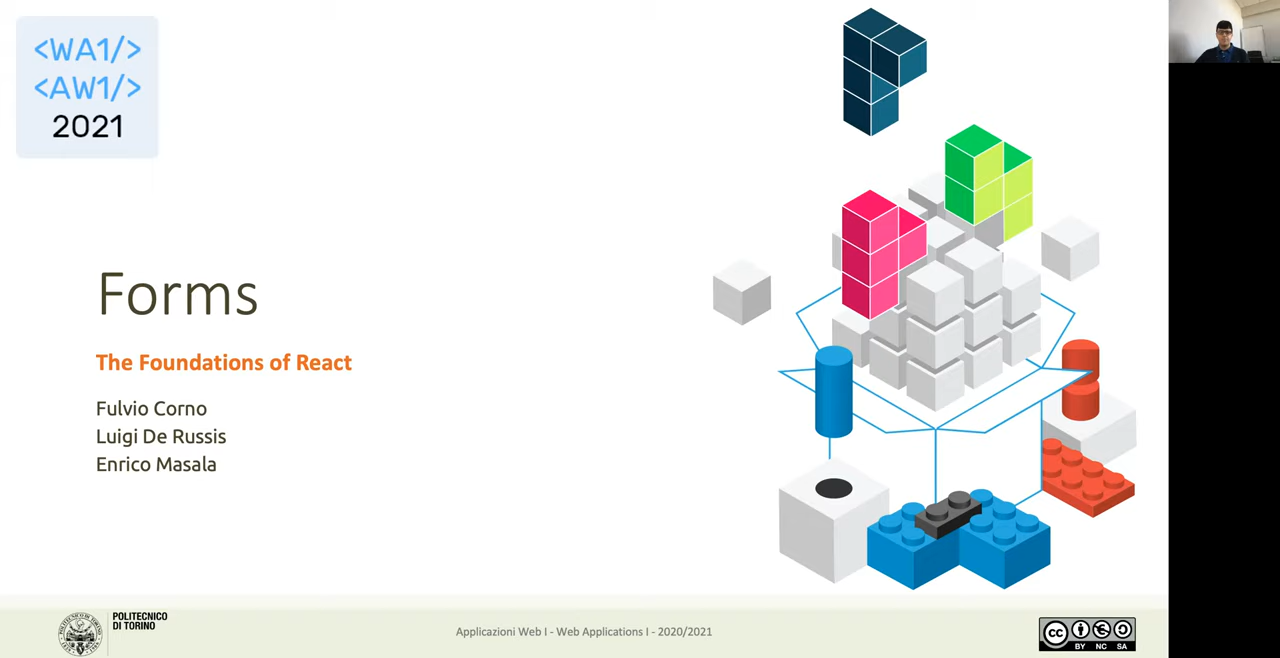 <WA1/>
<AW1/>
2021
Forms
The Foundations of React
Fulvio Corno
Luigi De Russis
Enrico Masala
POLITECNICO
DI TORINO
Applicazioni Web I - Web Applications I - 2020/2021
cc
BY NC SA